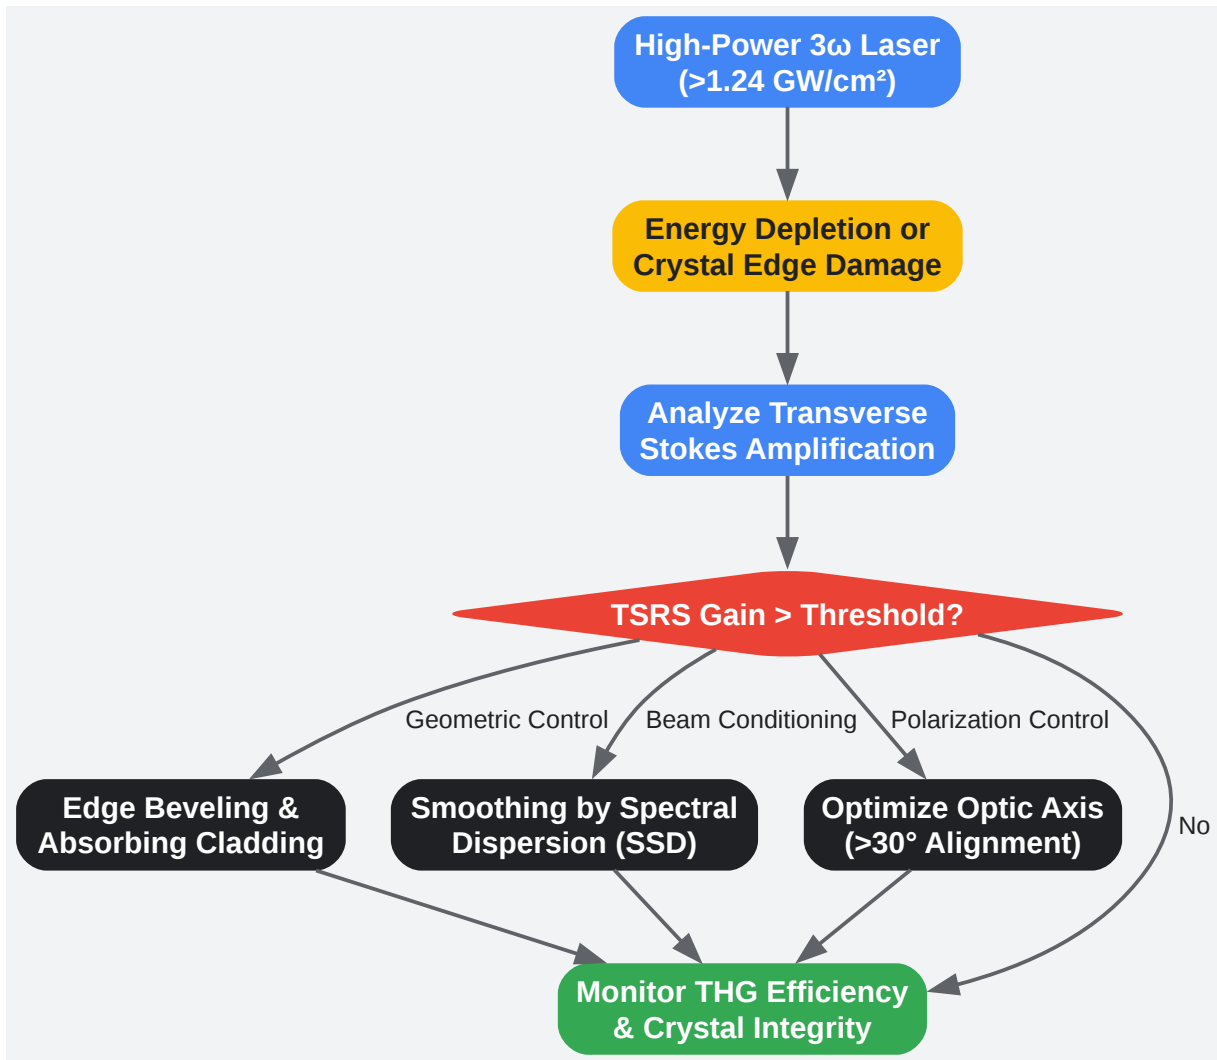 High-Power 3ω Laser
(>1.24 GW/cm²)
Energy Depletion or
Crystal Edge Damage
Analyze Transverse
Stokes Amplification
TSRS Gain > Threshold?
Geometric Control
Beam Conditioning
Polarization Control
No
Edge Beveling &
Absorbing Cladding
Smoothing by Spectral
Dispersion (SSD)
Optimize Optic Axis
(>30° Alignment)
Monitor THG Efficiency
& Crystal Integrity